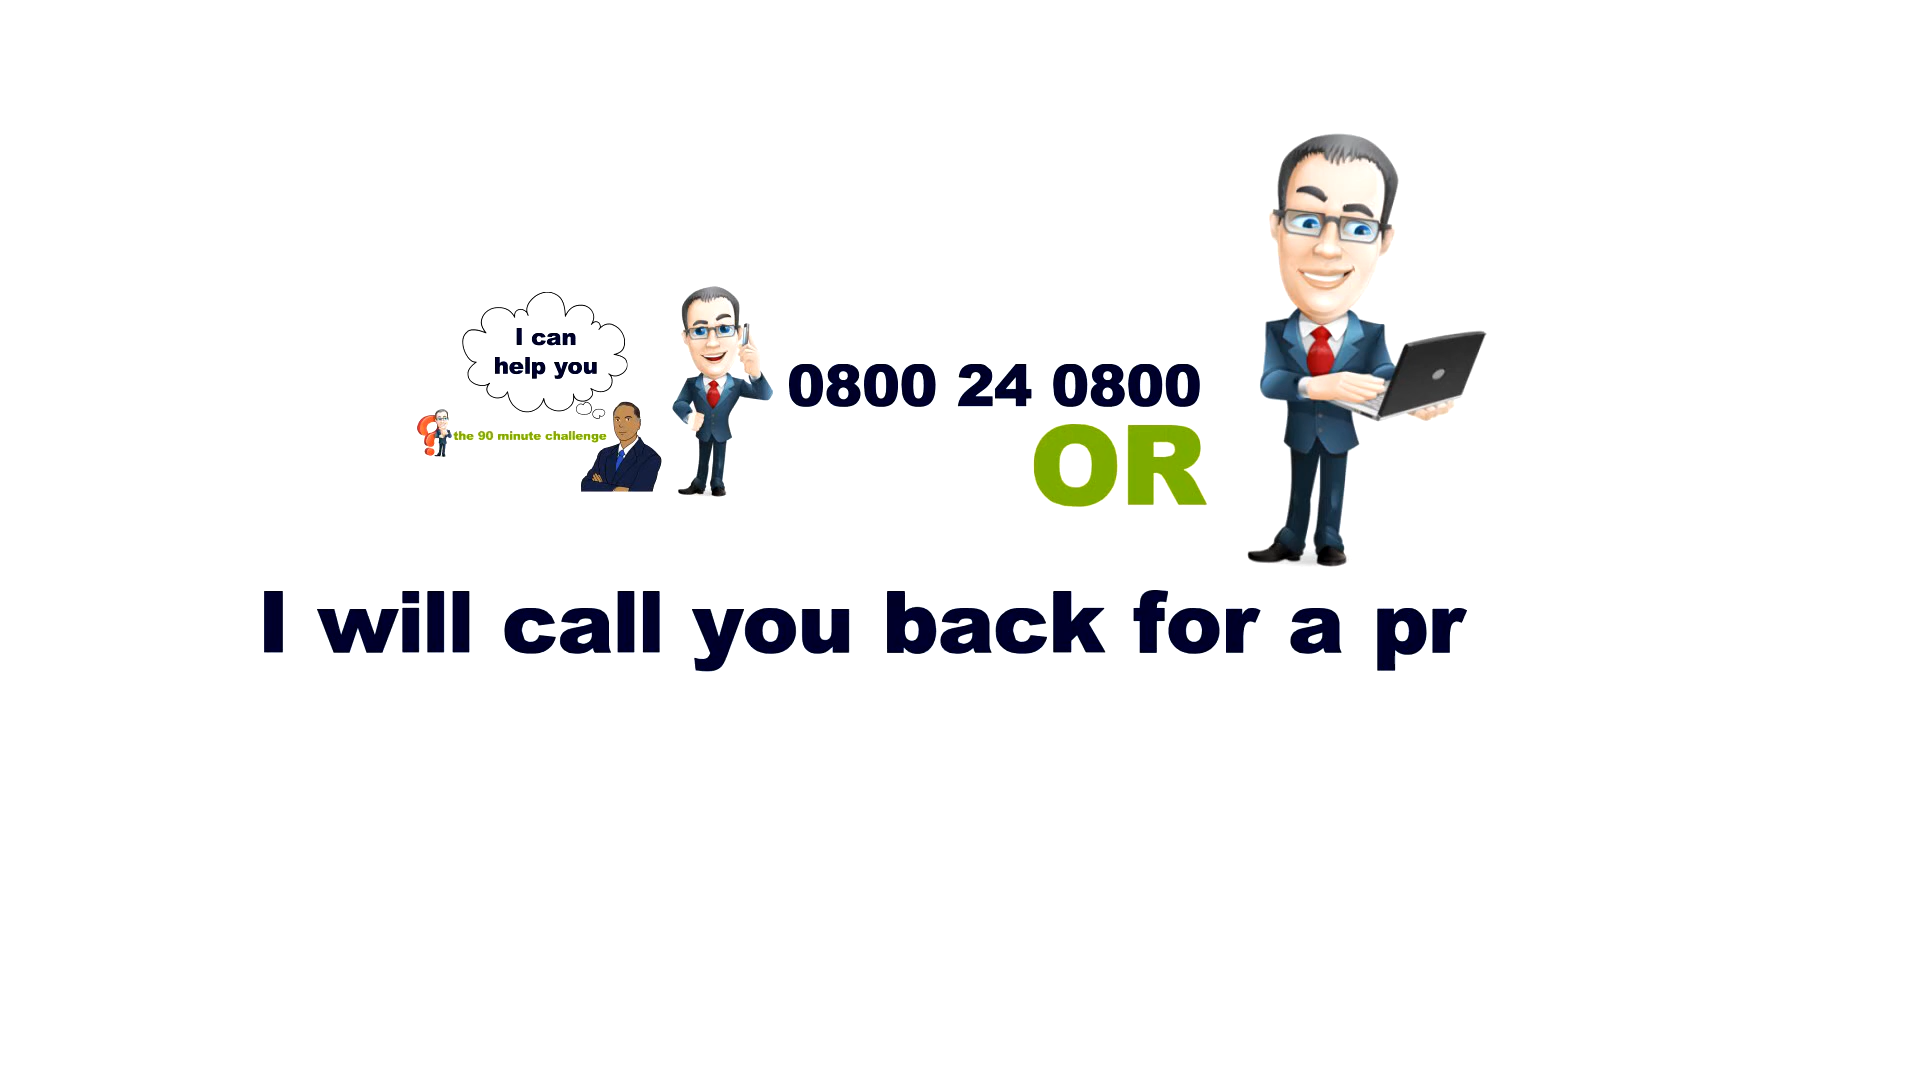 I can
help you
the 90 minute challenge
0800 24 0800
OR
I will call you back for a pr